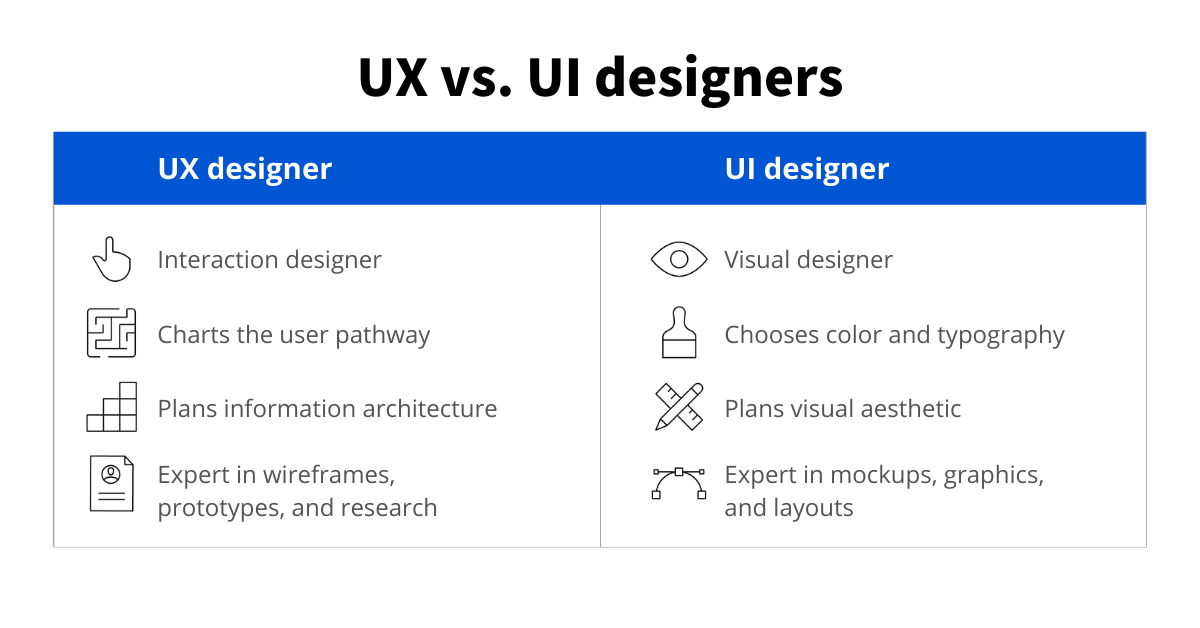 UX vs. UI designers
UX designer
UI designer
Interaction designer
Visual designer
Charts the user pathway
Chooses color and typography
Plans information architecture
Plans visual aesthetic
Expert in wireframes,
prototypes, and research
Expert in mockups, graphics,
and layouts